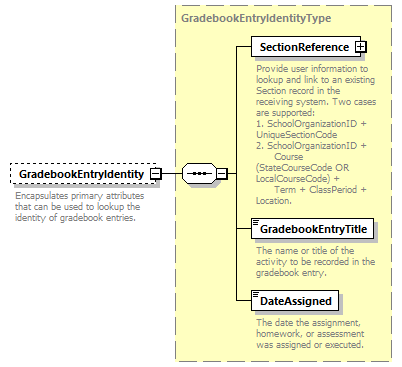 GradebookEntryIdentityType
SectionReference
Provide user information to
lookup and link to an existing
Section record in the
receiving system. Two cases
are supported:
1. SchoolOrganizationID +
UniqueSectionCode
2. SchoolOrganizationID +
Course
(StateCourseCode OR
LocalCourseCode) +
Term + ClassPeriod +
Location.
GradebookEntryIdentity
Encapsulates primary attributes
that can be used to lookup the
identity of gradebook entries.
GradebookEntryTitle
The name or title of the
activity to be recorded in the
gradebook entry.
DateAssigned
The date the assignment,
homework, or assessment
was assigned or executed.